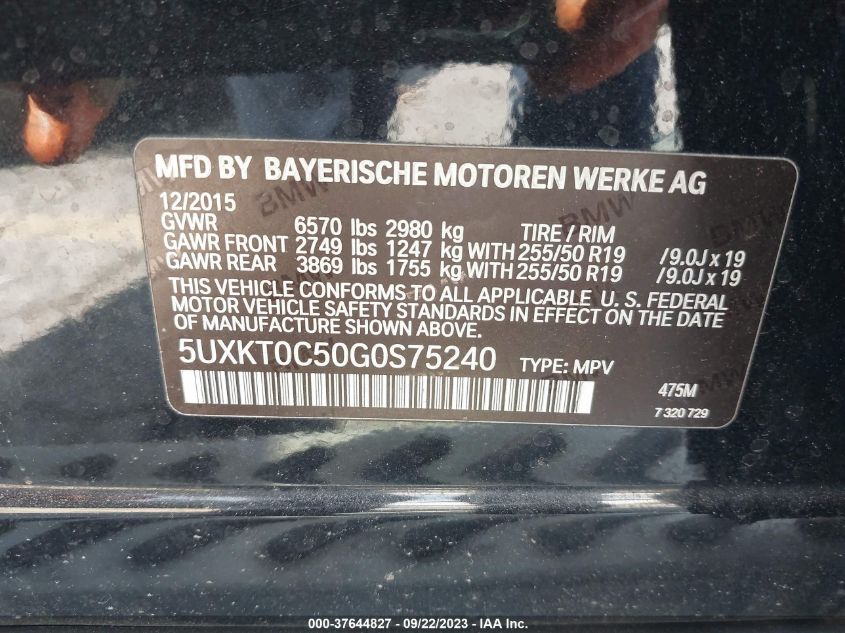 MFD BY BAYERISCHE MOTOREN WERKE AG
12/2015
GVWR 6570 lbs 2980 kg TIRE / RIM
GAWR FRONT 2749 lbs 1247 kg WITH 255/50 R19 /9.0J x 19
GAWR REAR 3869 lbs 1755 kg WITH 255/50 R19 /9.0J x 19
THIS VEHICLE CONFORMS TO ALL APPLICABLE U. S. FEDERAL
MOTOR VEHICLE SAFETY STANDARDS IN EFFECT ON THE DATE
OF MANUFACTURE SHOWN ABOVE.
5UXKT0C50G0S75240 TYPE: MPV
475M
7 320 729
000-37644827 - 09/22/2023 - IAA Inc.